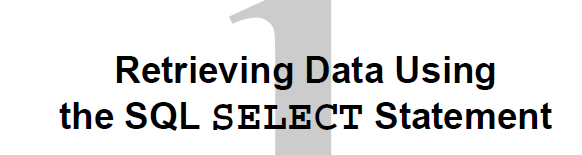 1
Retrieving Data Using
the SQL SELECT Statement